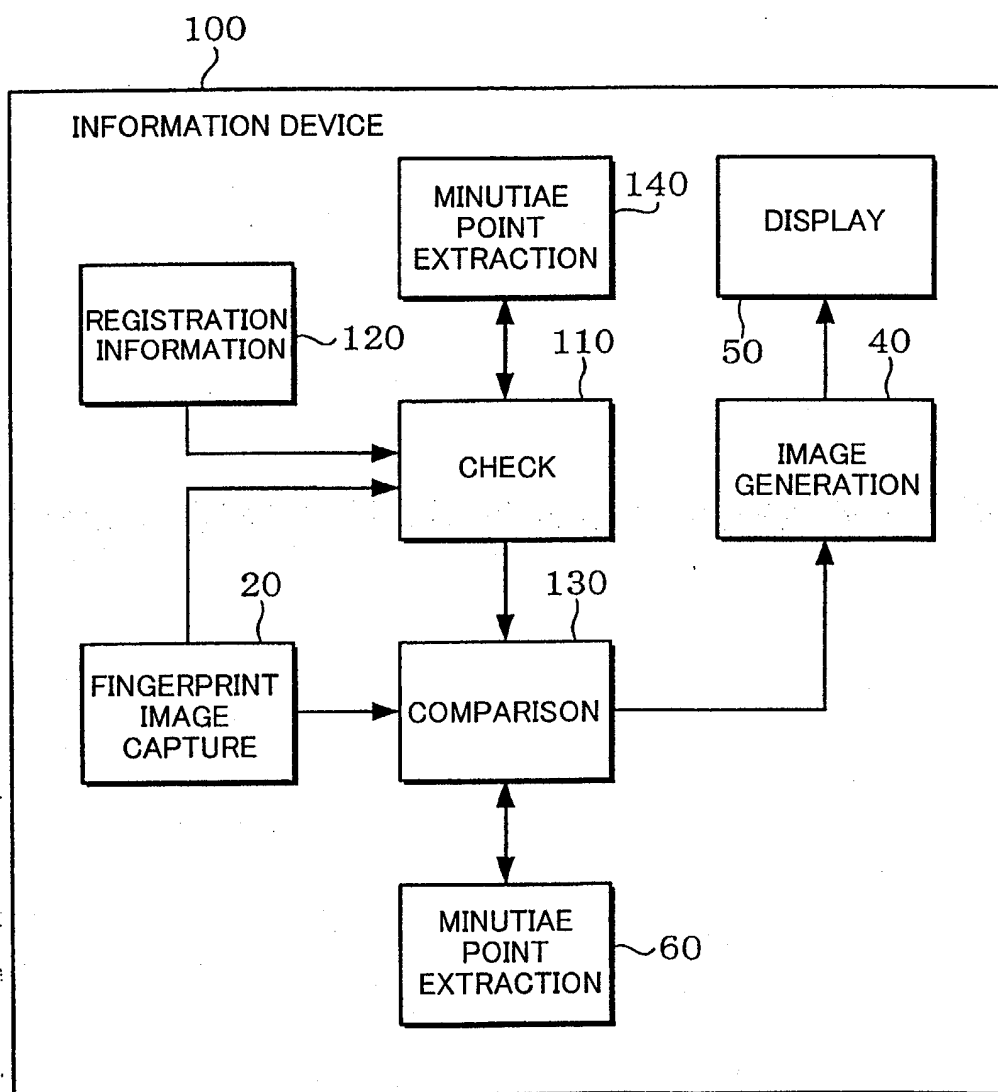 100
INFORMATION DEVICE
MINUTIAE
POINT
EXTRACTION
140
DISPLAY
50
REGISTRATION
INFORMATION
120
110
40
CHECK
IMAGE
GENERATION
20
130
FINGERPRINT
IMAGE
CAPTURE
COMPARISON
MINUTIAE
POINT
EXTRACTION
60